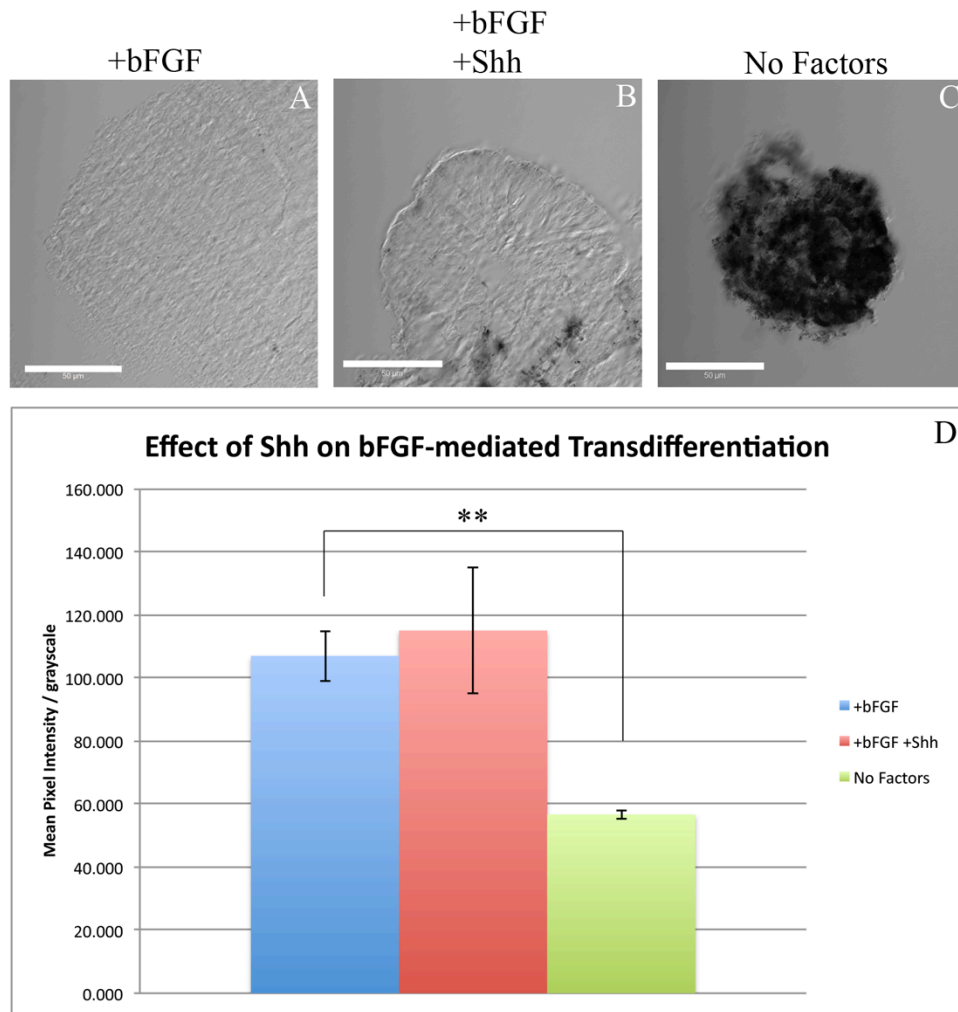 +bFGF
+bFGF
+Shh
No Factors
A
B
C
50 µm
50 µm
50 µm
D
Effect of Shh on bFGF-mediated Transdifferentiation
**
160.000
140.000
120.000
100.000
80.000
60.000
40.000
20.000
0.000
Mean Pixel Intensity / grayscale
+bFGF
+bFGF +Shh
No Factors